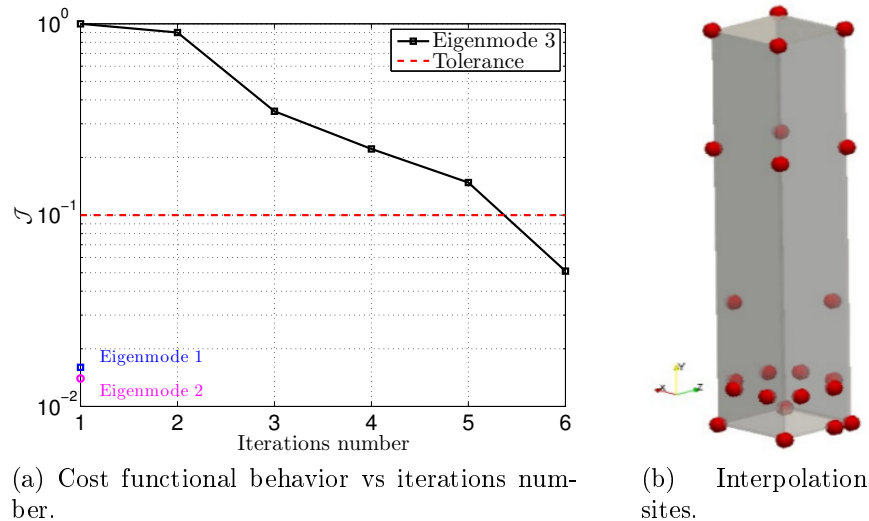 10^0
10^-1
10^-2
𝒥
Eigenmode 3
Tolerance
Eigenmode 1
Eigenmode 2
1 2 3 4 5 6
Iterations number
(a) Cost functional behavior vs iterations num-
ber.
Y
Z
(b) Interpolation
sites.